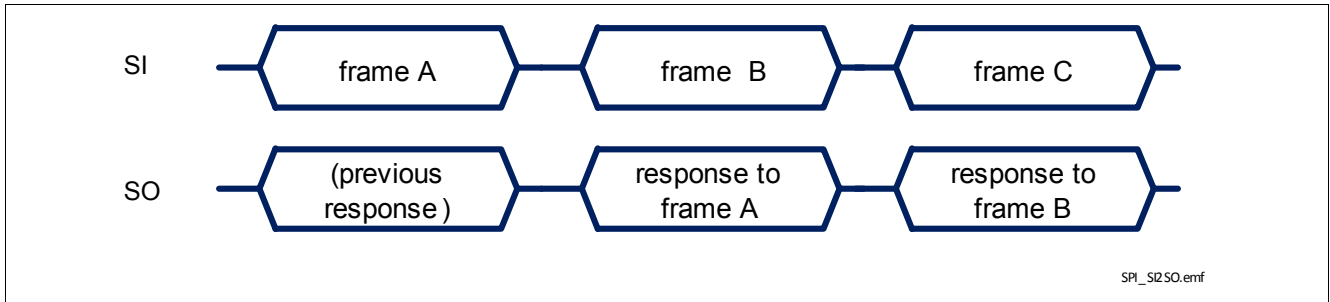 SI
frame A
frame B
frame C
SO
(previous
response)
response to
frame A
response to
frame B
SPI_SI2SO.emf